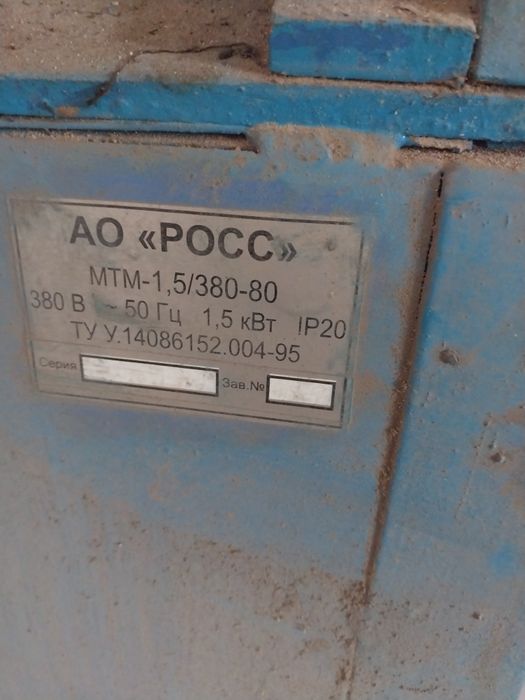 АО «РОСС»
МТМ-1,5/380-80
380 В ~ 50 Гц 1,5 кВт IP20
ТУ У.14086152.004-95
Серия Зав.№